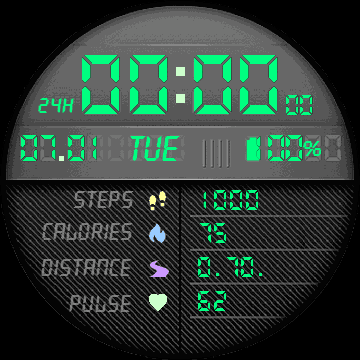 24H 00:00 00
07.01 TUE 100%
STEPS 1000
CALORIES 75
DISTANCE 0.70.
PULSE 62